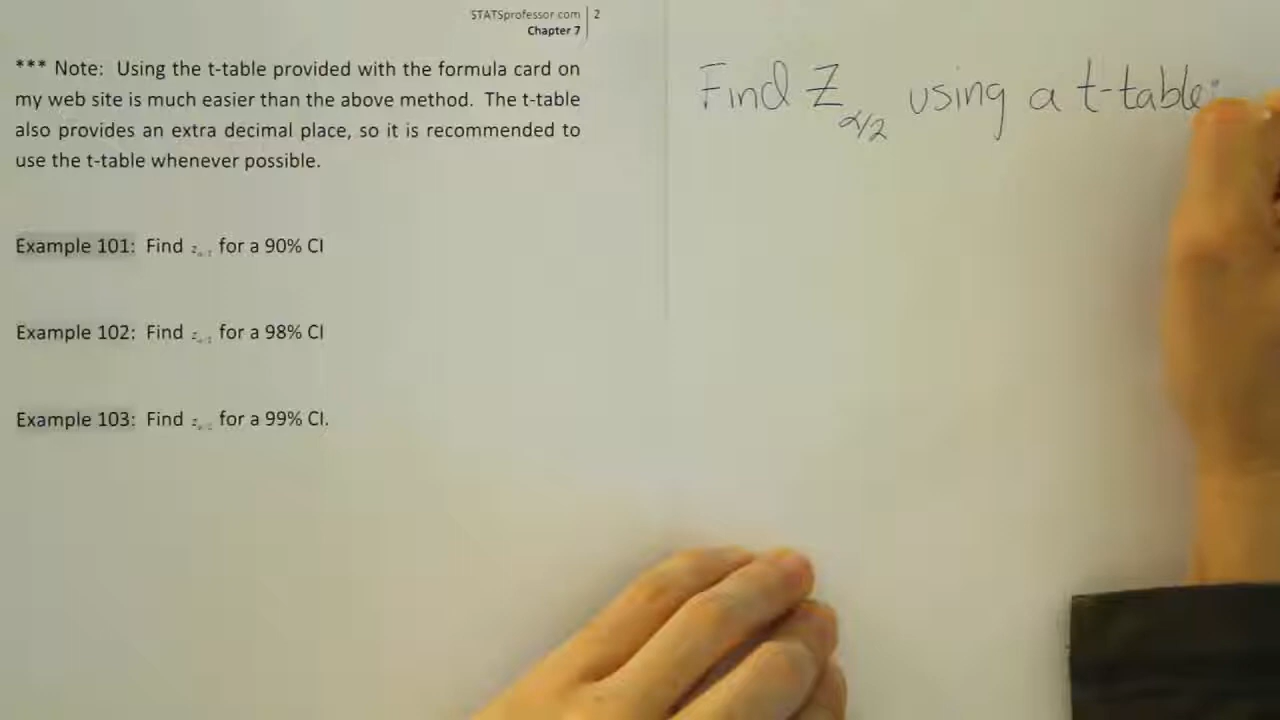 STATSprofessor.com | 2
Chapter 7
*** Note: Using the t-table provided with the formula card on
my web site is much easier than the above method. The t-table
also provides an extra decimal place, so it is recommended to
use the t-table whenever possible.
Find Z α/2 using a t-table:
Example 101: Find for a 90% CI
Example 102: Find for a 98% CI
Example 103: Find for a 99% CI.